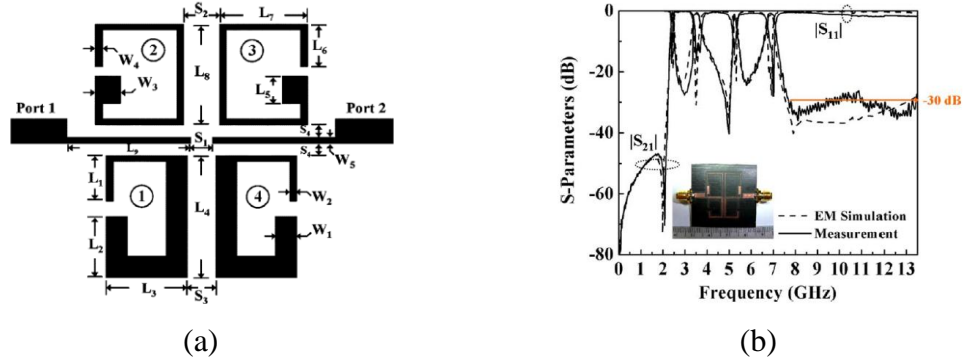 S₂
L₇
②
③
L₆
W₄
L₈
W₃
L₅
Port 1
Port 2
S₄
L₉
S₁
S₄
W₅
L₁
①
④
L₄
W₂
L₂
W₁
L₃
S₃
(a)
S-Parameters (dB)
0
-20
-40
-60
-80
|S₁₁|
-30 dB
|S₂₁|
EM Simulation
Measurement
0 1 2 3 4 5 6 7 8 9 10 11 12 13
Frequency (GHz)
(b)